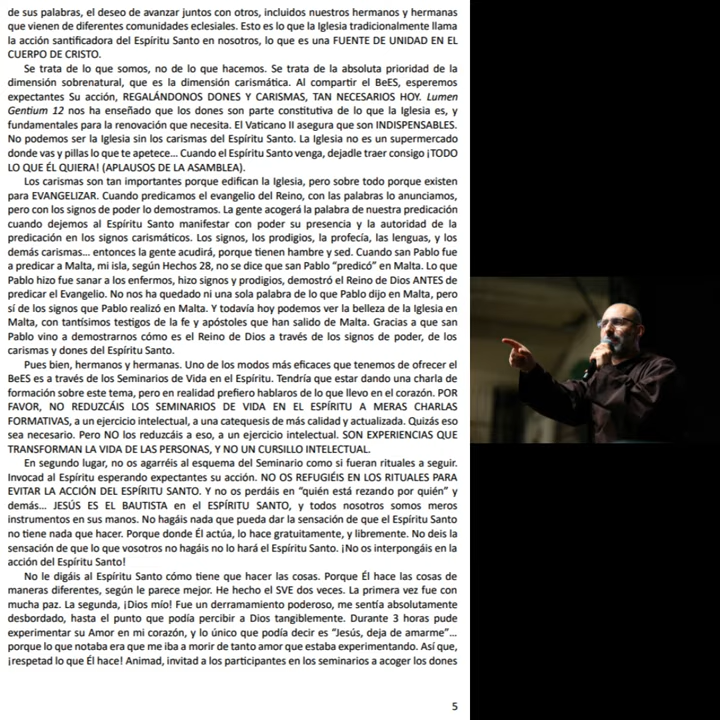 de sus palabras, el deseo de avanzar juntos con otros, incluidos nuestros hermanos y hermanas
que vienen de diferentes comunidades eclesiales. Esto es lo que la Iglesia tradicionalmente llama
la acción santificadora del Espíritu Santo en nosotros, lo que es una FUENTE DE UNIDAD EN EL
CUERPO DE CRISTO.
Se trata de lo que somos, no de lo que hacemos. Se trata de la absoluta prioridad de la
dimensión sobrenatural, que es la dimensión carismática. Al compartir el BeES, esperemos
expectantes Su acción, REGALÁNDONOS DONES Y CARISMAS, TAN NECESARIOS HOY. Lumen
Gentium 12 nos ha enseñado que los dones son parte constitutiva de lo que la Iglesia es, y
fundamentales para la renovación que necesita. El Vaticano II asegura que son INDISPENSABLES.
No podemos ser la Iglesia sin los carismas del Espíritu Santo. La Iglesia no es un supermercado
donde vas y pillas lo que te apetece... Cuando el Espíritu Santo venga, dejadle traer consigo ¡TODO
LO QUE ÉL QUIERA! (APLAUSOS DE LA ASAMBLEA).
Los carismas son tan importantes porque edifican la Iglesia, pero sobre todo porque existen
para EVANGELIZAR. Cuando predicamos el evangelio del Reino, con las palabras lo anunciamos,
pero con los signos de poder lo demostramos. La gente acogerá la palabra de nuestra predicación
cuando dejemos al Espíritu Santo manifestar con poder su presencia y la autoridad de la
predicación en los signos carismáticos. Los signos, los prodigios, la profecía, las lenguas, y los
demás carismas... entonces la gente acudirá, porque tienen hambre y sed. Cuando san Pablo fue
a predicar a Malta, mi isla, según Hechos 28, no se dice que san Pablo "predicó" en Malta. Lo que
Pablo hizo fue sanar a los enfermos, hizo signos y prodigios, demostró el Reino de Dios ANTES de
predicar el Evangelio. No nos ha quedado ni una sola palabra de lo que Pablo dijo en Malta, pero
sí de los signos que Pablo realizó en Malta. Y todavía hoy podemos ver la belleza de la Iglesia en
Malta, con tantísimos testigos de la fe y apóstoles que han salido de Malta. Gracias a que san
Pablo vino a demostrarnos cómo es el Reino de Dios a través de los signos de poder, de los
carismas y dones del Espíritu Santo.
Pues bien, hermanos y hermanas. Uno de los modos más eficaces que tenemos de ofrecer el
BeES es a través de los Seminarios de Vida en el Espíritu. Tendría que estar dando una charla de
formación sobre este tema, pero en realidad prefiero hablaros de lo que llevo en el corazón. POR
FAVOR, NO REDUZCÁIS LOS SEMINARIOS DE VIDA EN EL ESPÍRITU A MERAS CHARLAS
FORMATIVAS, a un ejercicio intelectual, a una catequesis de más calidad y actualizada. Quizás eso
sea necesario. Pero NO los reduzcáis a eso, a un ejercicio intelectual. SON EXPERIENCIAS QUE
TRANSFORMAN LA VIDA DE LAS PERSONAS, Y NO UN CURSILLO INTELECTUAL.
En segundo lugar, no os agarréis al esquema del Seminario como si fueran rituales a seguir.
Invocad al Espíritu esperando expectantes su acción. NO OS REFUGIÉIS EN LOS RITUALES PARA
EVITAR LA ACCIÓN DEL ESPÍRITU SANTO. Y no os perdáis en "quién está rezando por quién" y
demás... JESÚS ES EL BAUTISTA en el ESPÍRITU SANTO, y todos nosotros somos meros
instrumentos en sus manos. No hagáis nada que pueda dar la sensación de que el Espíritu Santo
no tiene nada que hacer. Porque donde Él actúa, lo hace gratuitamente, y libremente. No deis la
sensación de que lo que vosotros no hagáis no lo hará el Espíritu Santo. ¡No os interpongáis en la
acción del Espíritu Santo!
No le digáis al Espíritu Santo cómo tiene que hacer las cosas. Porque Él hace las cosas de
maneras diferentes, según le parece mejor. He hecho el SVE dos veces. La primera vez fue con
mucha paz. La segunda, ¡Dios mío! Fue un derramamiento poderoso, me sentía absolutamente
desbordado, hasta el punto que podía percibir a Dios tangiblemente. Durante 3 horas pude
experimentar su Amor en mi corazón, y lo único que podía decir es "Jesús, deja de amarme"...
porque lo que notaba era que me iba a morir de tanto amor que estaba experimentando. Así que,
¡respetad lo que Él hace! Animad, invitad a los participantes en los seminarios a acoger los dones
5